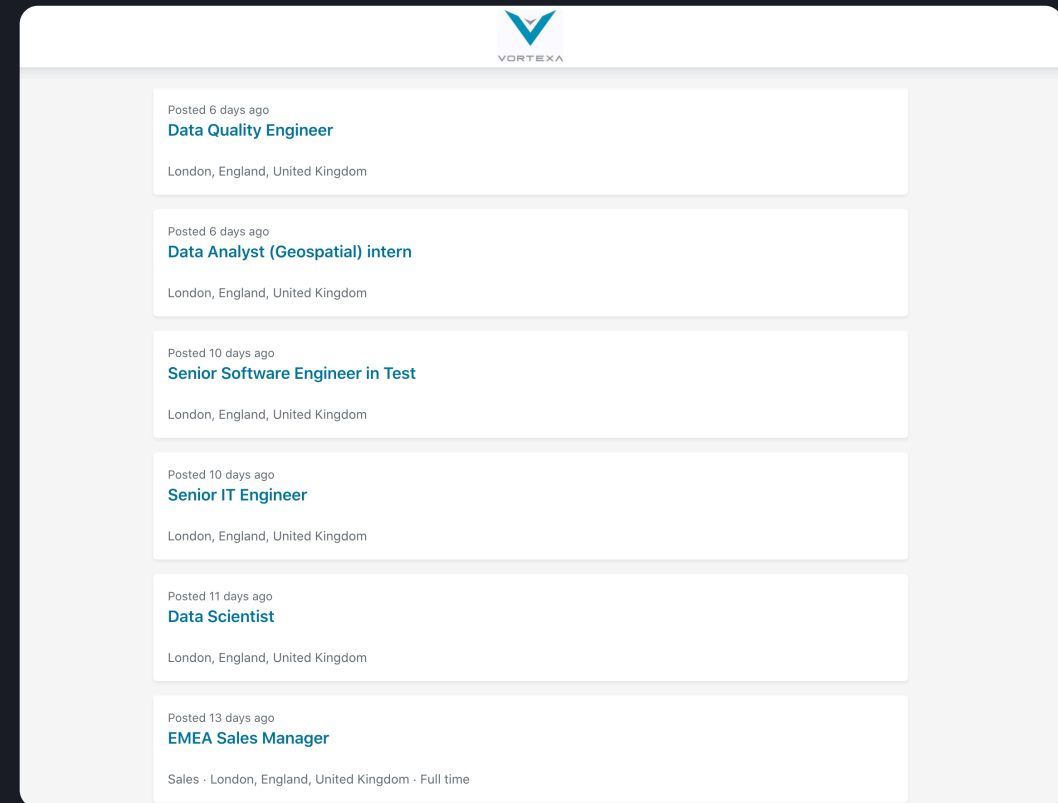 VORTEXA
Posted 6 days ago
Data Quality Engineer
London, England, United Kingdom
Posted 6 days ago
Data Analyst (Geospatial) intern
London, England, United Kingdom
Posted 10 days ago
Senior Software Engineer in Test
London, England, United Kingdom
Posted 10 days ago
Senior IT Engineer
London, England, United Kingdom
Posted 11 days ago
Data Scientist
London, England, United Kingdom
Posted 13 days ago
EMEA Sales Manager
Sales · London, England, United Kingdom · Full time